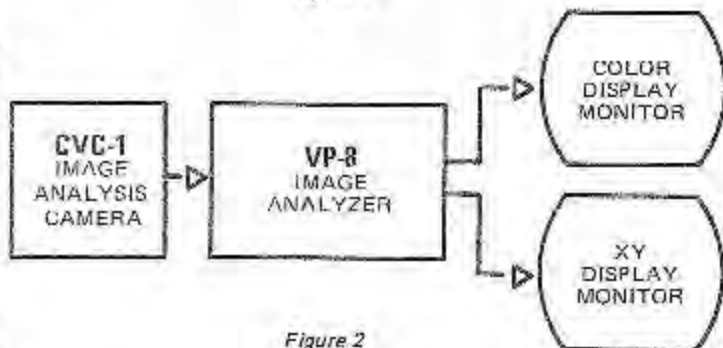 CVC-1
IMAGE
ANALYSIS
CAMERA
VP-8
IMAGE
ANALYZER
COLOR
DISPLAY
MONITOR
XY
DISPLAY
MONITOR
Figure 2